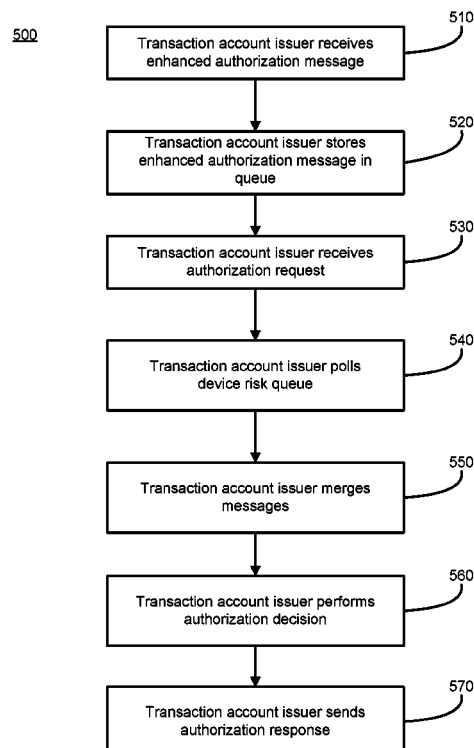 500
510
Transaction account issuer receives
enhanced authorization message
520
Transaction account issuer stores
enhanced authorization message in
queue
530
Transaction account issuer receives
authorization request
540
Transaction account issuer polls
device risk queue
550
Transaction account issuer merges
messages
560
Transaction account issuer performs
authorization decision
570
Transaction account issuer sends
authorization response